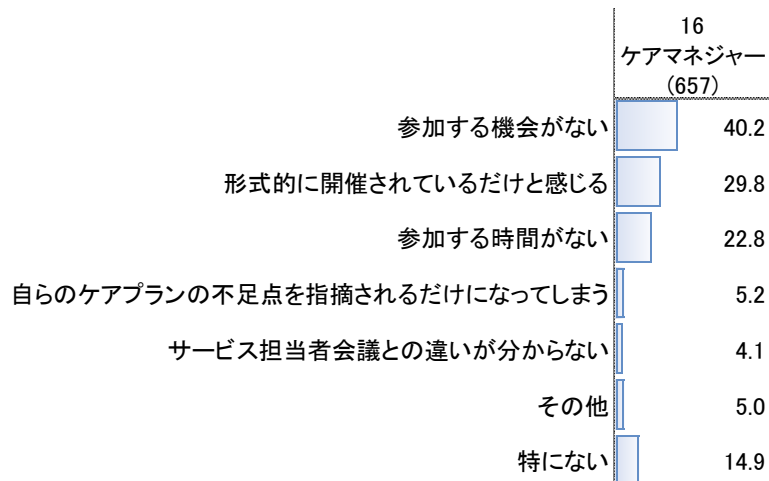 16
ケアマネジャー
(657)
参加する機会がない 40.2
形式的に開催されているだけと感じる 29.8
参加する時間がない 22.8
自らのケアプランの不足点を指摘されるだけになってしまう 5.2
サービス担当者会議との違いが分からない 4.1
その他 5.0
特にない 14.9